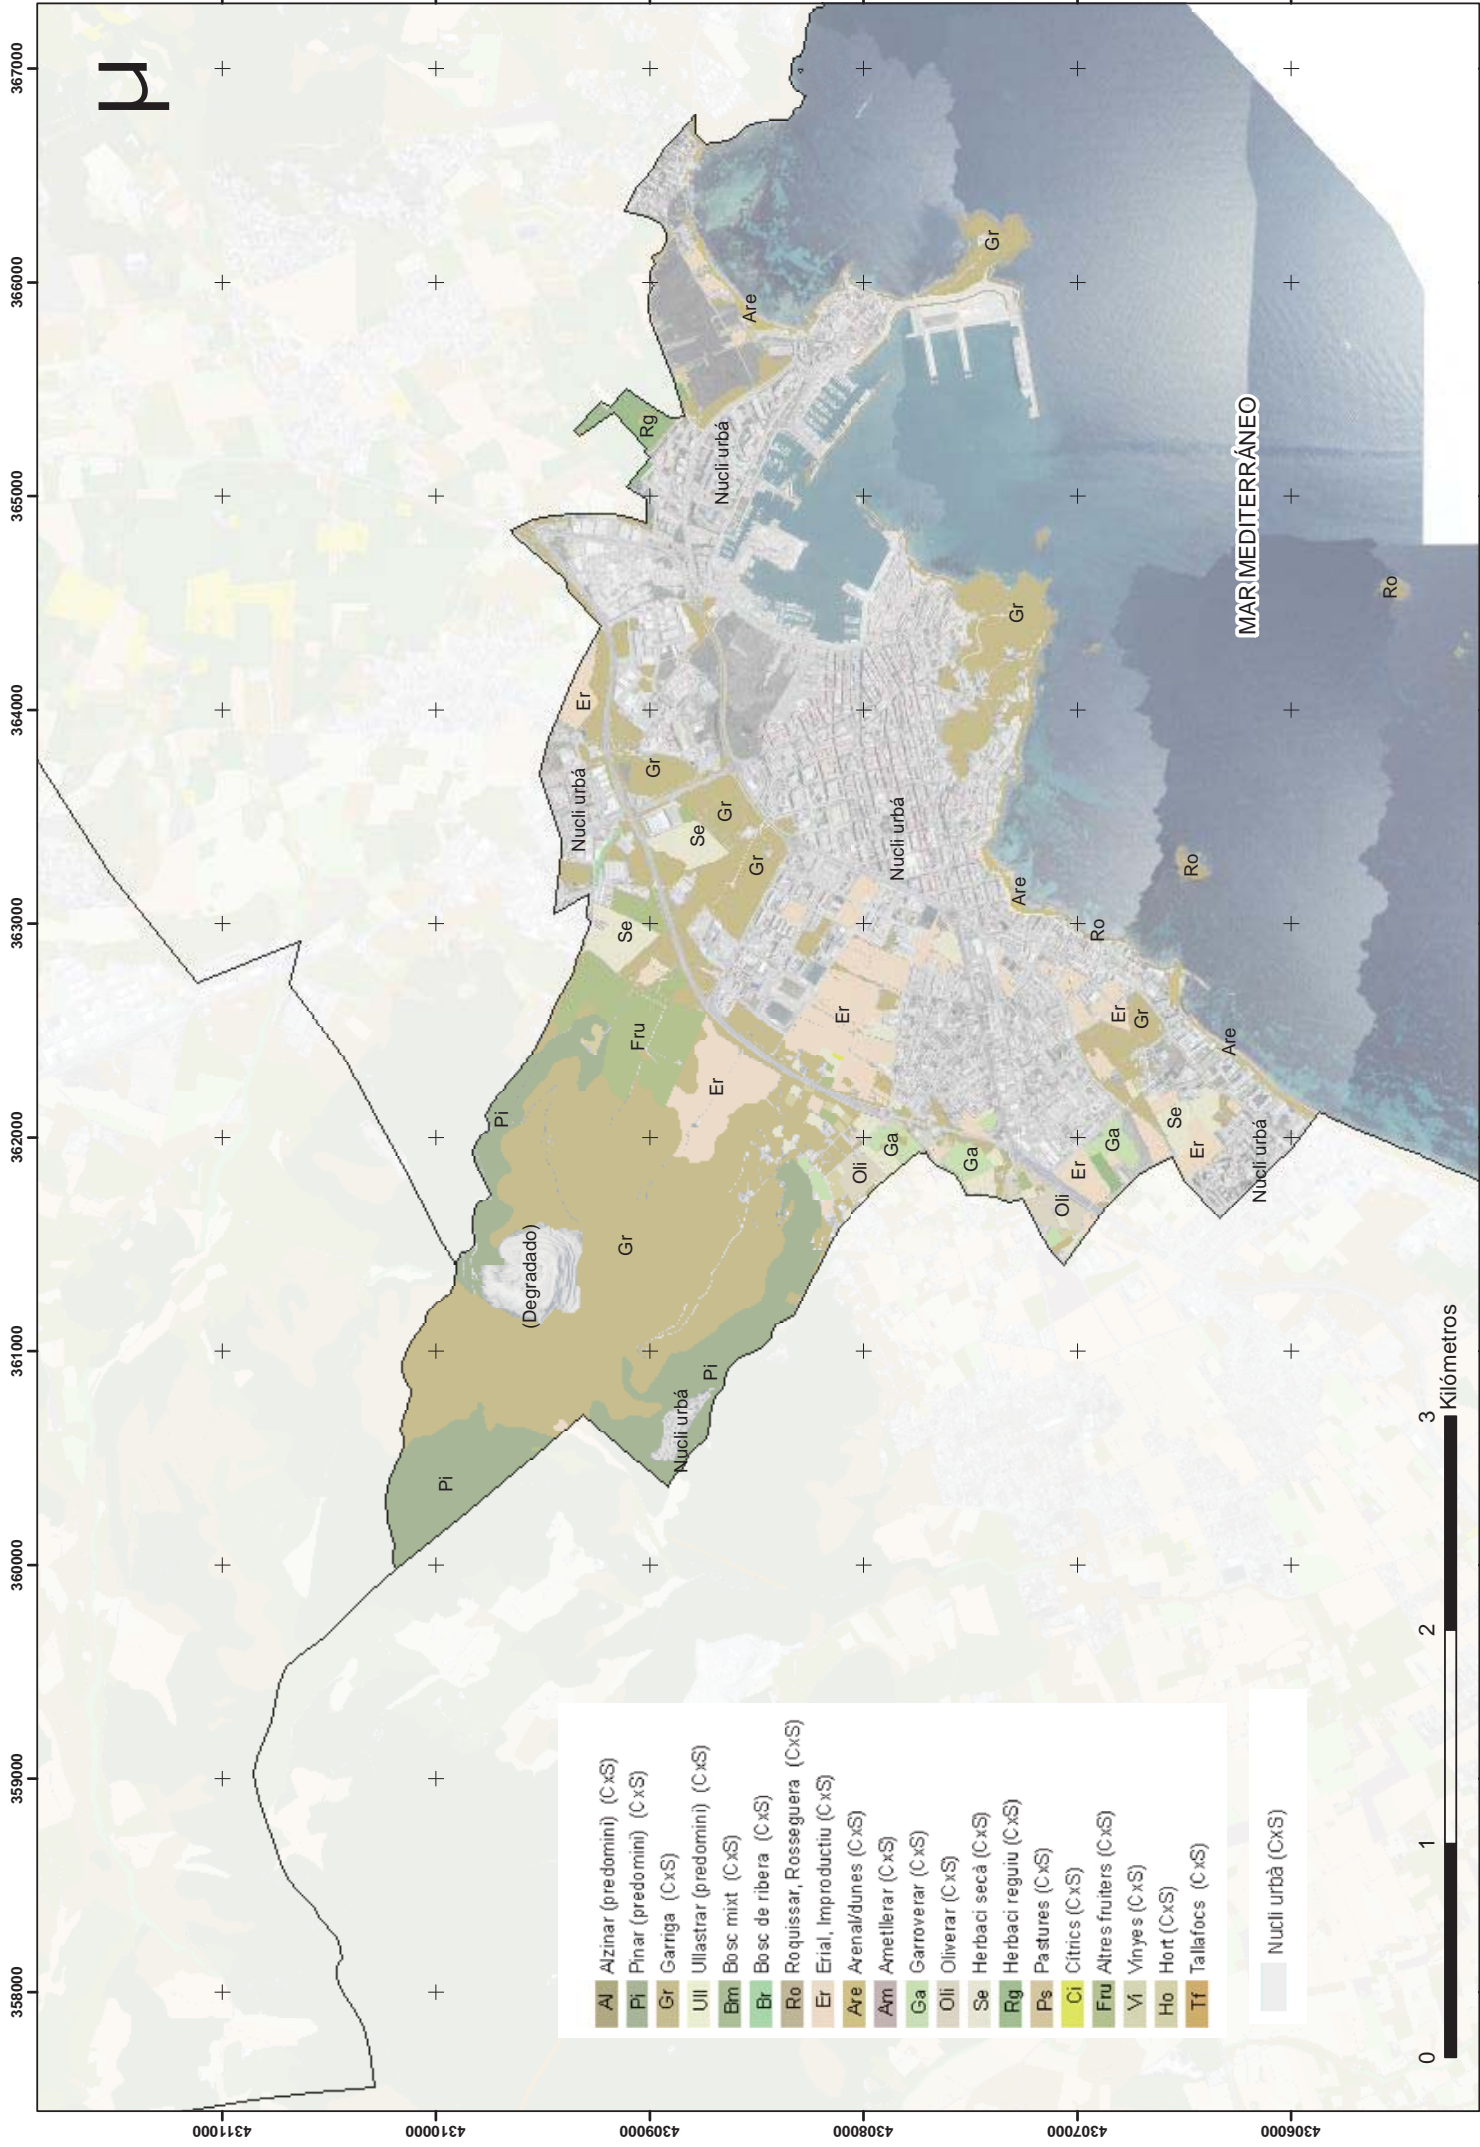 358000
359000
360000
361000
362000
363000
364000
365000
366000
367000
4311000
4310000
4309000
4308000
4307000
4306000
µ
Pi
Pi
Pi
(Degradado)
Gr
Nucli urbá
Fru
Er
Se
Nucli urbá
Er
Gr
Se
Gr
Gr
Er
Rg
Nucli urbá
Are
Gr
Oli
Ga
Ga
Oli
Er
Ga
Se
Er
Nucli urbá
Er
Gr
Are
Nucli urbá
Are
Ro
Gr
Ro
Ro
MAR MEDITERRÁNEO
Al Alzinar (predomini) (CxS)
Pi Pinar (predomini) (CxS)
Gr Garriga (CxS)
Ull Ullastrar (predomini) (CxS)
Bm Bosc mixt (CxS)
Br Bosc de ribera (CxS)
Ro Roquissar, Rosseguera (CxS)
Er Erial, Improductiu (CxS)
Are Arenal/dunes (CxS)
Am Ametllerar (CxS)
Ga Garroverar (CxS)
Oli Oliverar (CxS)
Se Herbaci secà (CxS)
Rg Herbaci reguiu (CxS)
Ps Pastures (CxS)
Ci Cítrics (CxS)
Fru Altres fruiters (CxS)
Vi Vinyes (CxS)
Ho Hort (CxS)
Tf Tallafocs (CxS)
Nucli urbà (CxS)
0 1 2 3
Kilómetros